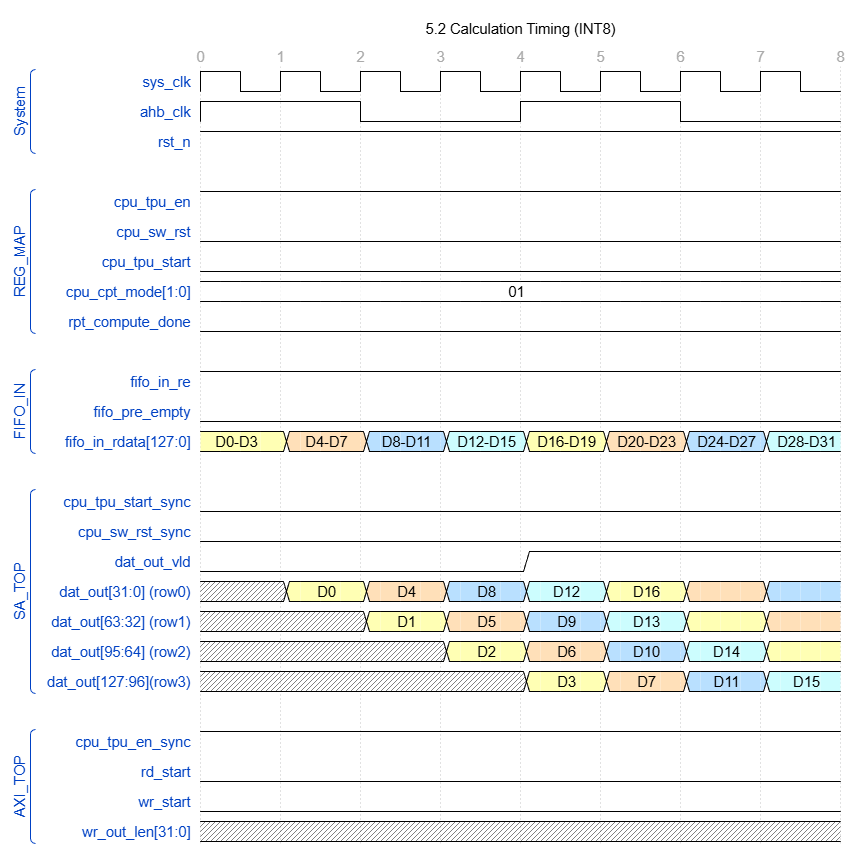 5.2 Calculation Timing (INT8)
0 1 2 3 4 5 6 7 8
System
sys_clk
ahb_clk
rst_n
REG_MAP
cpu_tpu_en
cpu_sw_rst
cpu_tpu_start
cpu_cpt_mode[1:0] 01
rpt_compute_done
FIFO_IN
fifo_in_re
fifo_pre_empty
fifo_in_rdata[127:0] D0-D3 D4-D7 D8-D11 D12-D15 D16-D19 D20-D23 D24-D27 D28-D31
SA_TOP
cpu_tpu_start_sync
cpu_sw_rst_sync
dat_out_vld
dat_out[31:0] (row0) D0 D4 D8 D12 D16
dat_out[63:32] (row1) D1 D5 D9 D13
dat_out[95:64] (row2) D2 D6 D10 D14
dat_out[127:96](row3) D3 D7 D11 D15
AXI_TOP
cpu_tpu_en_sync
rd_start
wr_start
wr_out_len[31:0]